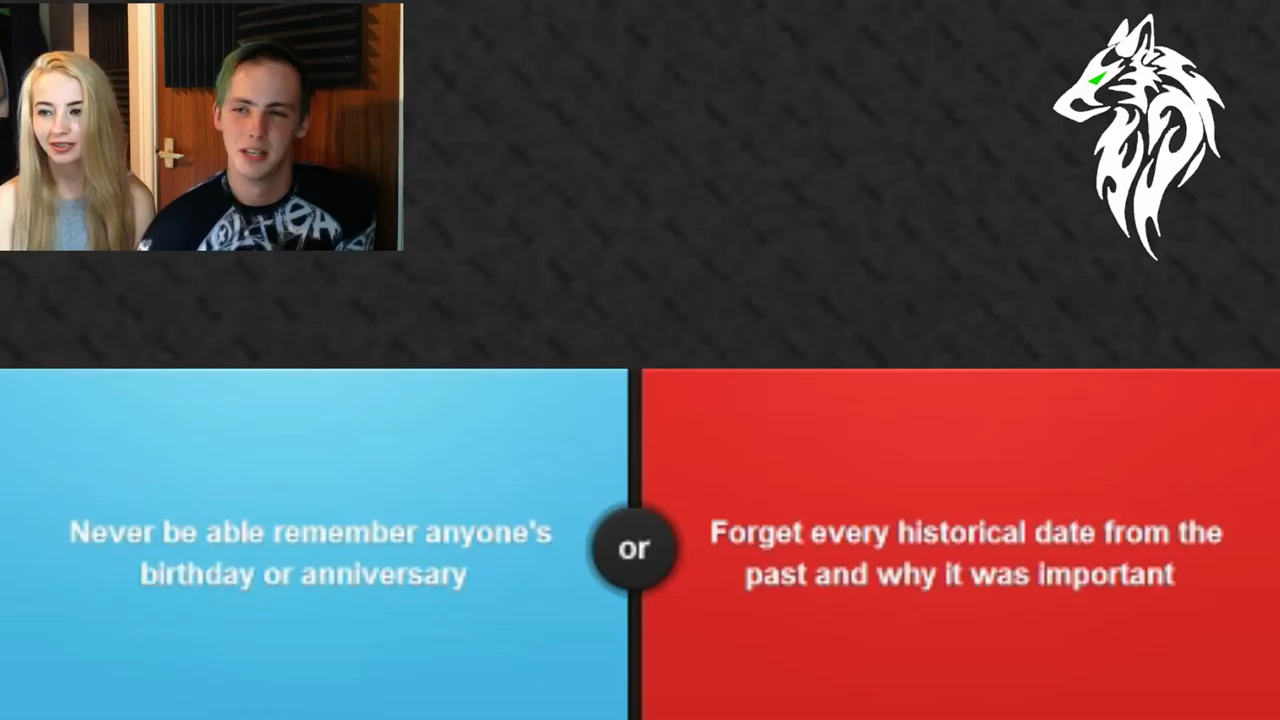 Never be able remember anyone's
birthday or anniversary
or
Forget every historical date from the
past and why it was important